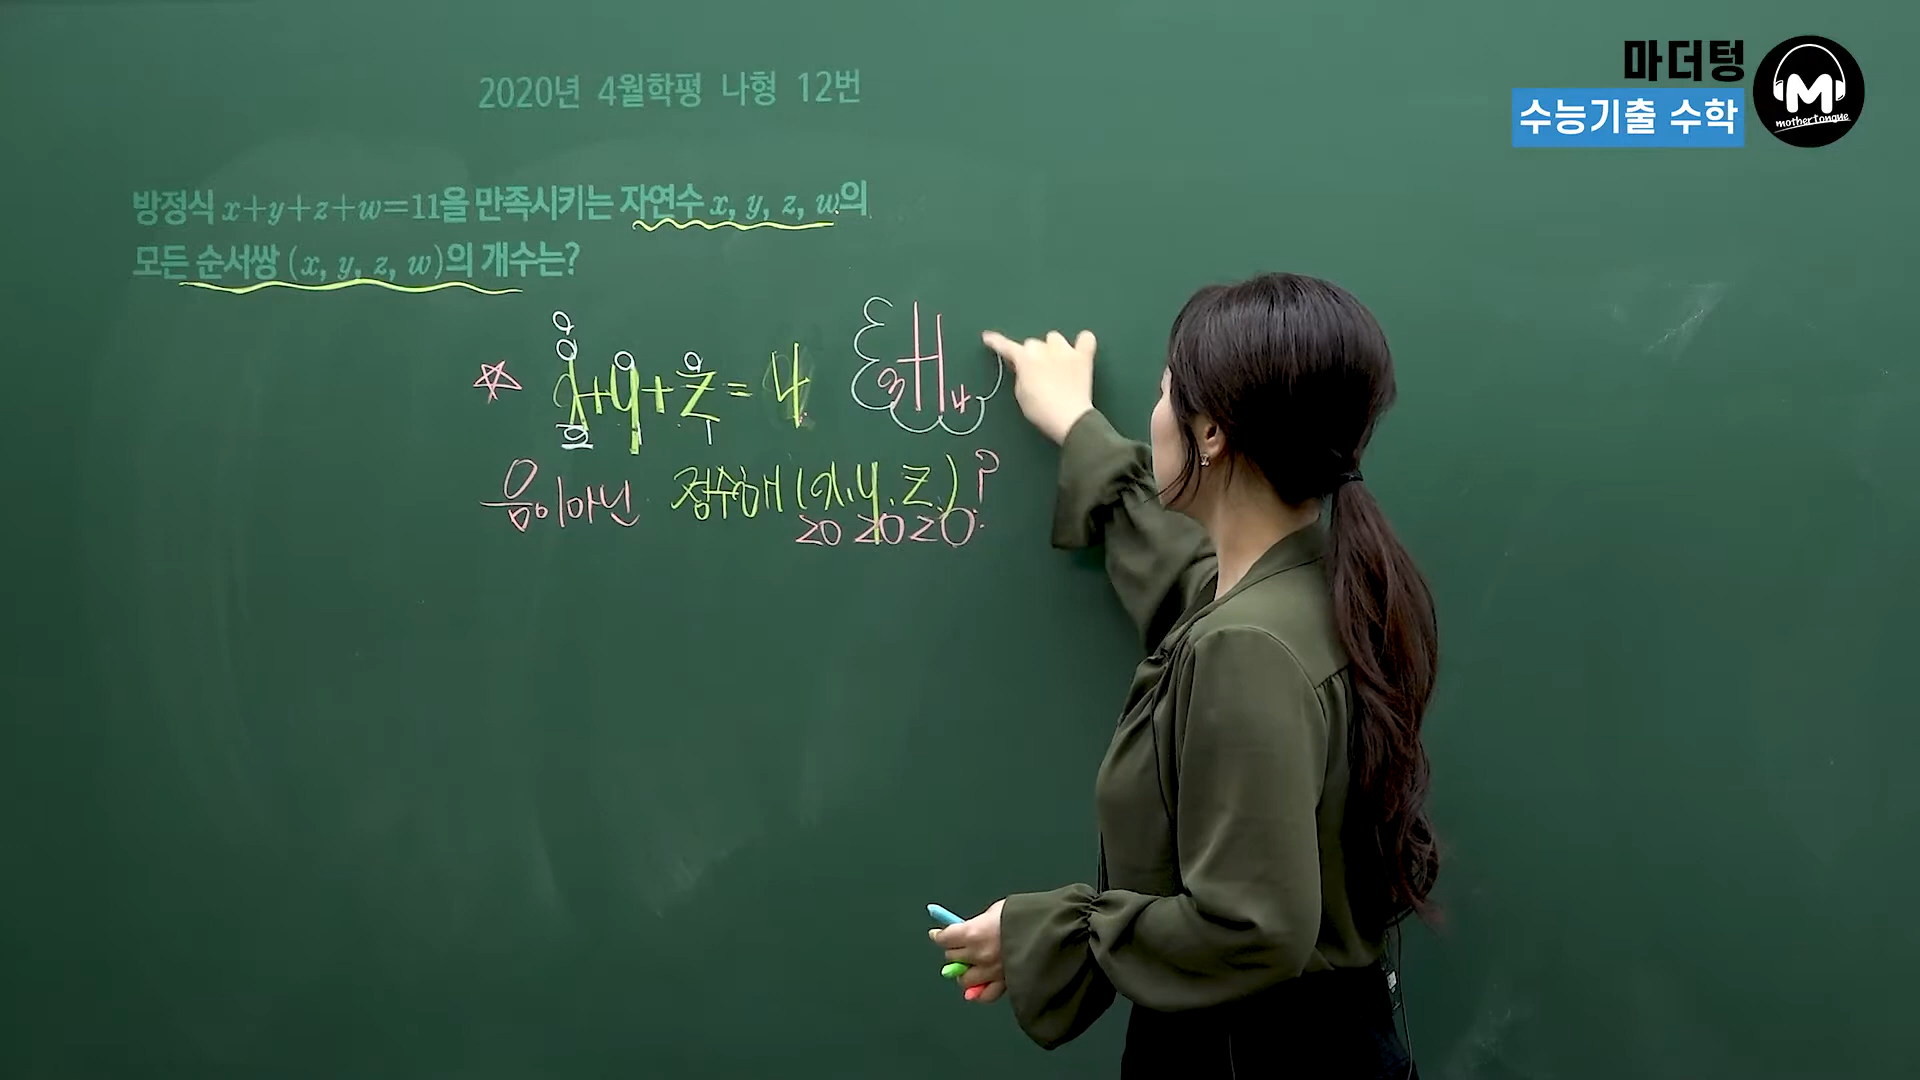 마더텅
수능기출 수학
mothertongue
2020년 4월학평 나형 12번
방정식 x+y+z+w=11을 만족시키는 자연수 x, y, z, w의
모든 순서쌍 (x, y, z, w)의 개수는?
x+y+z=4 3H4
음이아닌 정수해 (x, y, z)?
≥0 ≥0 ≥0